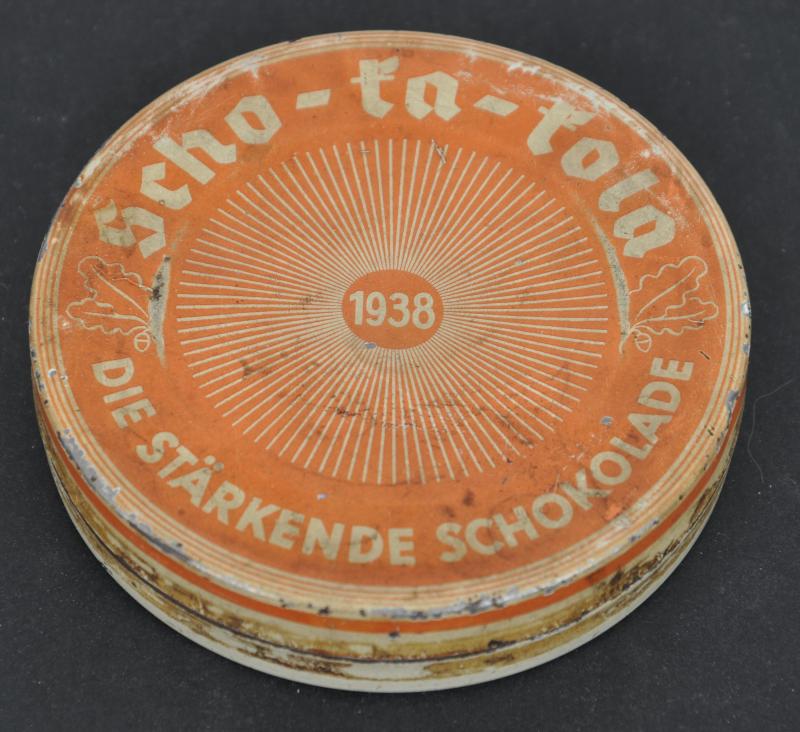 Scho-ka-kola
1938
DIE STÄRKENDE SCHOKOLADE